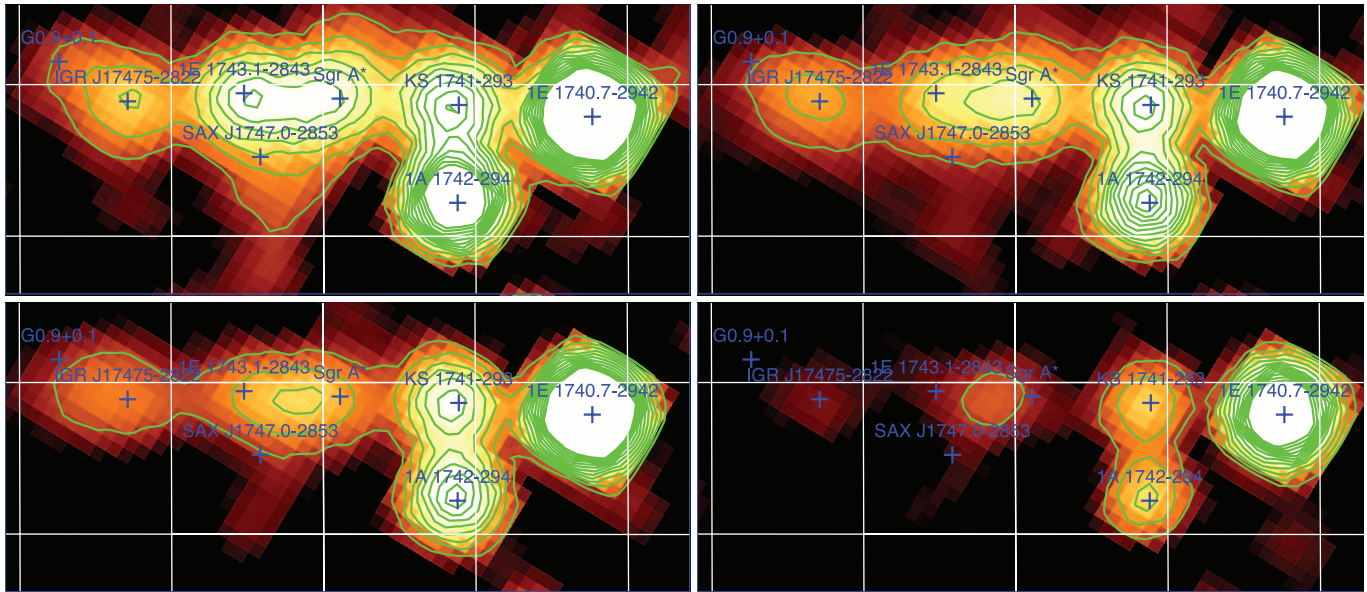 G0.9+0.1
IGR J17475-2822
1E 1743.1-2843
Sgr A*
KS 1741-293
1E 1740.7-2942
SAX J1747.0-2853
1A 1742-294
G0.9+0.1
IGR J17475-2822
1E 1743.1-2843
Sgr A*
KS 1741-293
1E 1740.7-2942
SAX J1747.0-2853
1A 1742-294
G0.9+0.1
IGR J17475-2822
1E 1743.1-2843
Sgr A*
KS 1741-293
1E 1740.7-2942
SAX J1747.0-2853
1A 1742-294
G0.9+0.1
IGR J17475-2822
1E 1743.1-2843
Sgr A*
KS 1741-293
1E 1740.7-2942
SAX J1747.0-2853
1A 1742-294